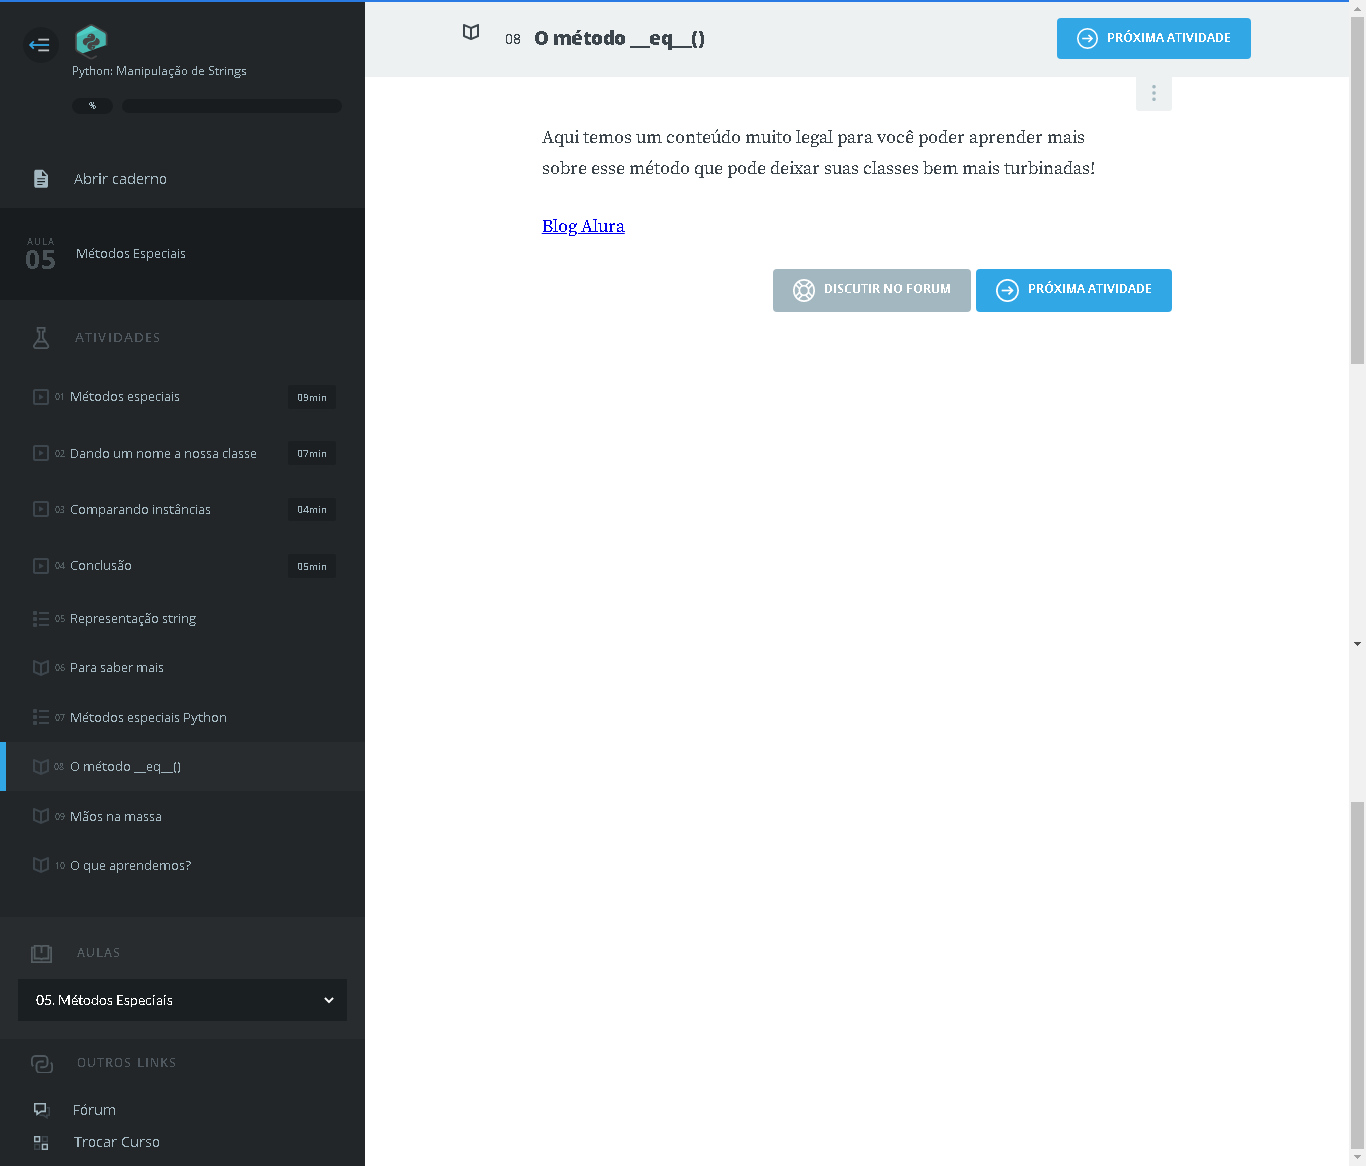 Python: Manipulação de Strings
%
Abrir caderno
AULA
05
Métodos Especiais
ATIVIDADES
01 Métodos especiais 09min
02 Dando um nome a nossa classe 07min
03 Comparando instâncias 04min
04 Conclusão 05min
05 Representação string
06 Para saber mais
07 Métodos especiais Python
08 O método __eq__()
09 Mãos na massa
10 O que aprendemos?
AULAS
05. Métodos Especiais
OUTROS LINKS
Fórum
Trocar Curso
08 O método __eq__()
PRÓXIMA ATIVIDADE
Aqui temos um conteúdo muito legal para você poder aprender mais
sobre esse método que pode deixar suas classes bem mais turbinadas!
Blog Alura
DISCUTIR NO FORUM
PRÓXIMA ATIVIDADE